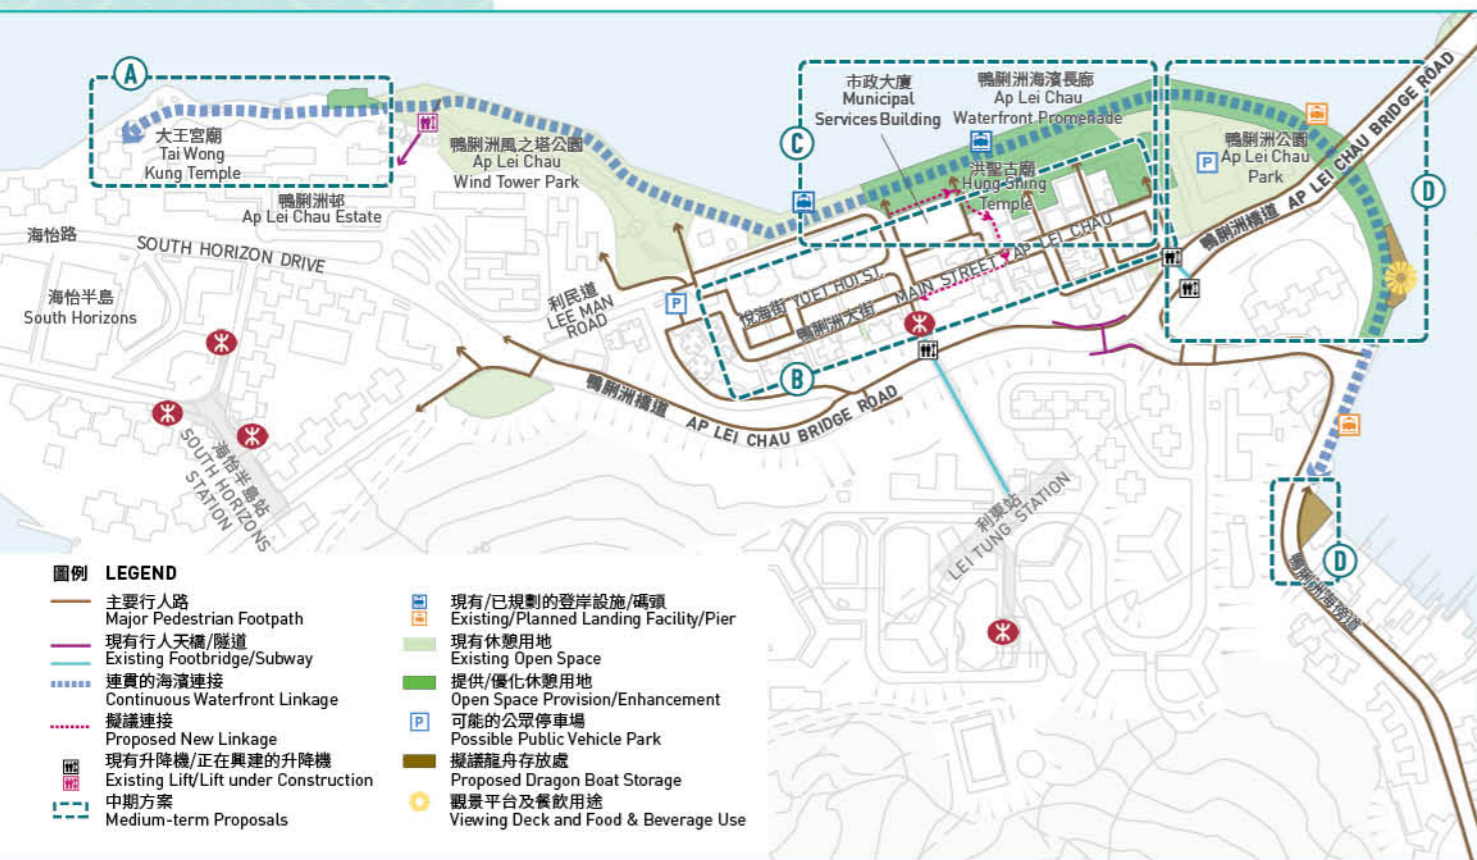 A
大王宮廟
Tai Wong
Kung Temple
鴨脷洲邨
Ap Lei Chau Estate
鴨脷洲風之塔公園
Ap Lei Chau
Wind Tower Park
海怡路
SOUTH HORIZON DRIVE
海怡半島
South Horizons
海怡半島站
SOUTH HORIZONS
STATION
利民道
LEE MAN
ROAD
P
市政大廈
Municipal
Services Building
鴨脷洲海濱長廊
Ap Lei Chau
Waterfront Promenade
C
洪聖古廟
Hung Shing
Temple
悅海街 YUET HOI ST.
鴨脷洲大街 MAIN STREET, AP LEI CHAU
B
鴨脷洲橋道 AP LEI CHAU BRIDGE ROAD
P
鴨脷洲公園
Ap Lei Chau
Park
D
鴨脷洲橋道 AP LEI CHAU BRIDGE ROAD
利東站
LEI TUNG STATION
D
鴨脷洲海旁道
圖例 LEGEND
主要行人路
Major Pedestrian Footpath
現有行人天橋/隧道
Existing Footbridge/Subway
連貫的海濱連接
Continuous Waterfront Linkage
擬議連接
Proposed New Linkage
現有升降機/正在興建的升降機
Existing Lift/Lift under Construction
中期方案
Medium-term Proposals
現有/已規劃的登岸設施/碼頭
Existing/Planned Landing Facility/Pier
現有休憩用地
Existing Open Space
提供/優化休憩用地
Open Space Provision/Enhancement
P
可能的公眾停車場
Possible Public Vehicle Park
擬議龍舟存放處
Proposed Dragon Boat Storage
觀景平台及餐飲用途
Viewing Deck and Food & Beverage Use